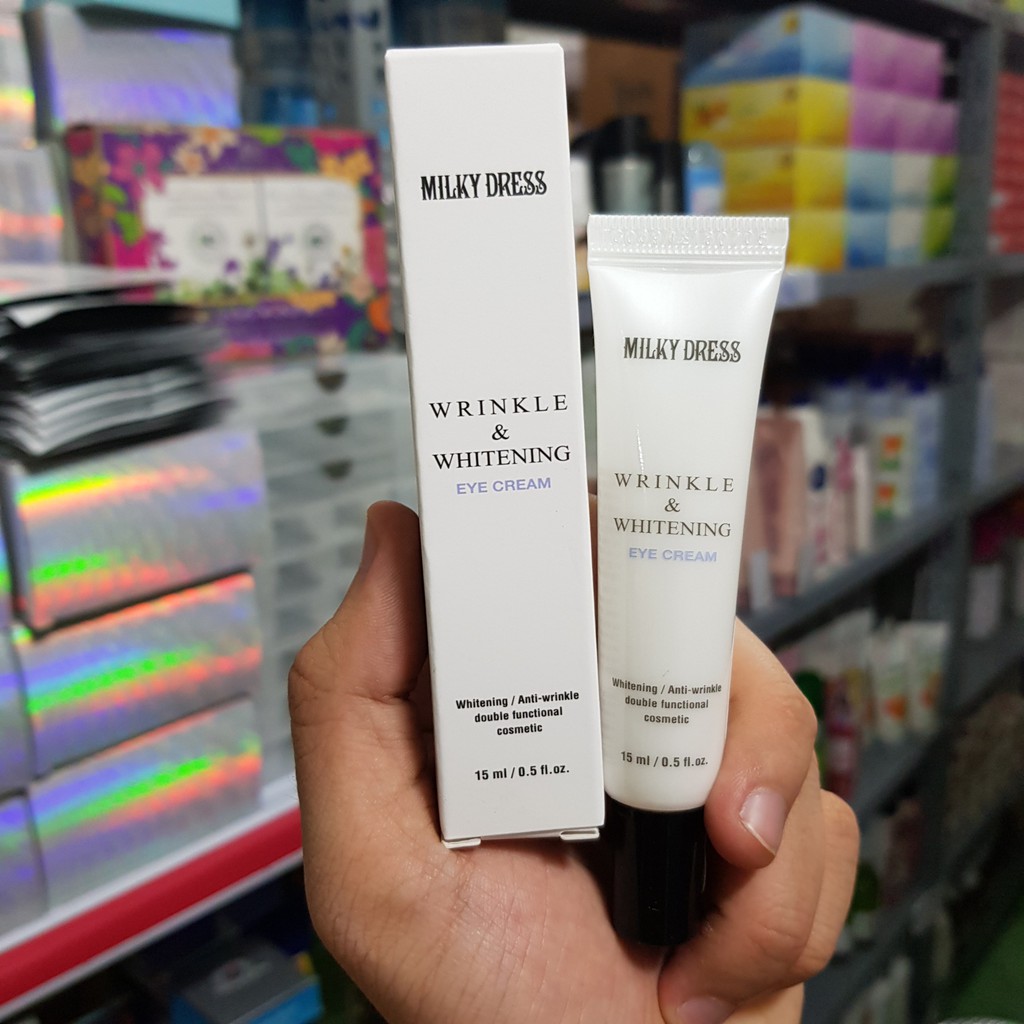 MILKY DRESS
WRINKLE
&
WHITENING
EYE CREAM
Whitening / Anti-wrinkle
double functional
cosmetic
15 ml / 0.5 fl.oz.
MILKY DRESS
WRINKLE
&
WHITENING
EYE CREAM
Whitening / Anti-wrinkle
double functional
cosmetic
15 ml / 0.5 fl.oz.